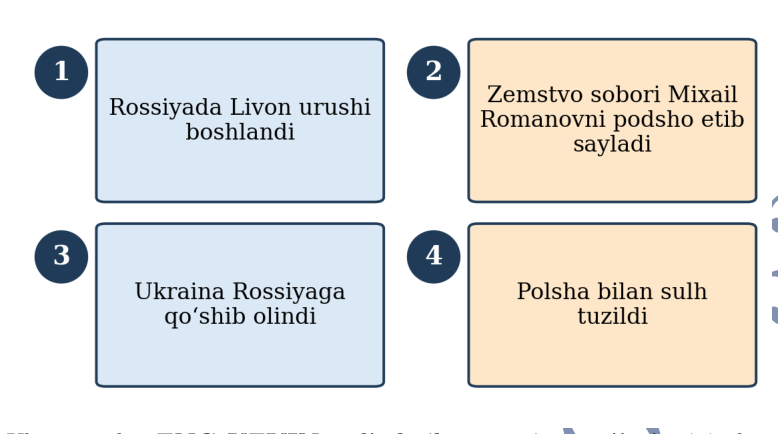 1
Rossiyada Livon urushi
boshlandi
2
Zemstvo sobori Mixail
Romanovni podsho etib
sayladi
3
Ukraina Rossiyaga
qo‘shib olindi
4
Polsha bilan sulh
tuzildi